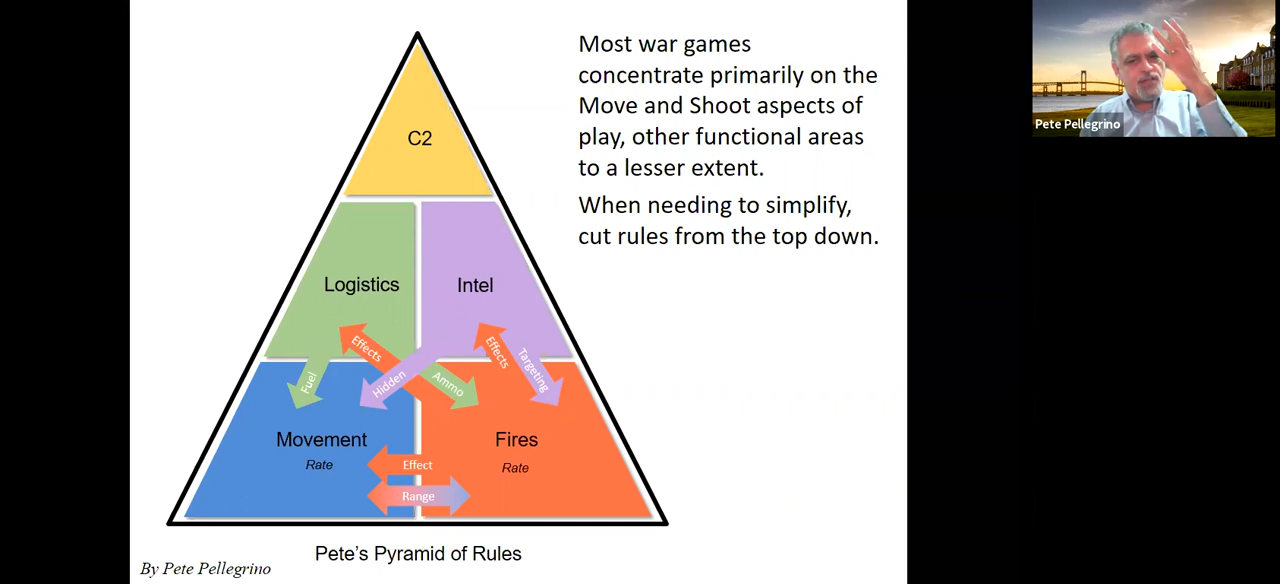 Most war games
concentrate primarily on the
Move and Shoot aspects of
play, other functional areas
to a lesser extent.
When needing to simplify,
cut rules from the top down.
Pete Pellegrino
C2
Logistics
Intel
Effects
Effects
Targeting
Fuel
Hidden
Ammo
Movement
Rate
Fires
Rate
Effect
Range
Pete's Pyramid of Rules
By Pete Pellegrino